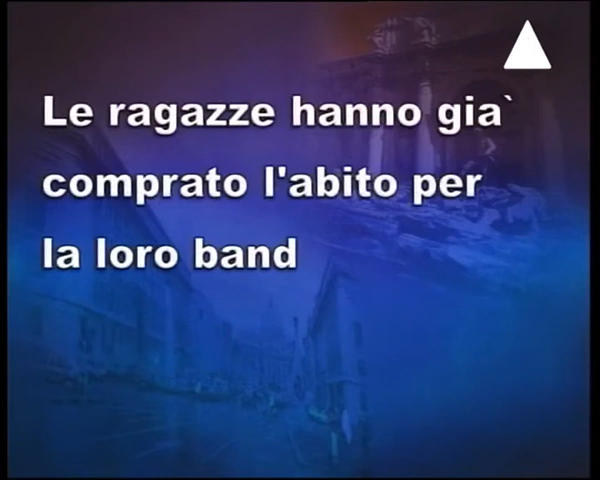 Le ragazze hanno gia`
comprato l'abito per
la loro band